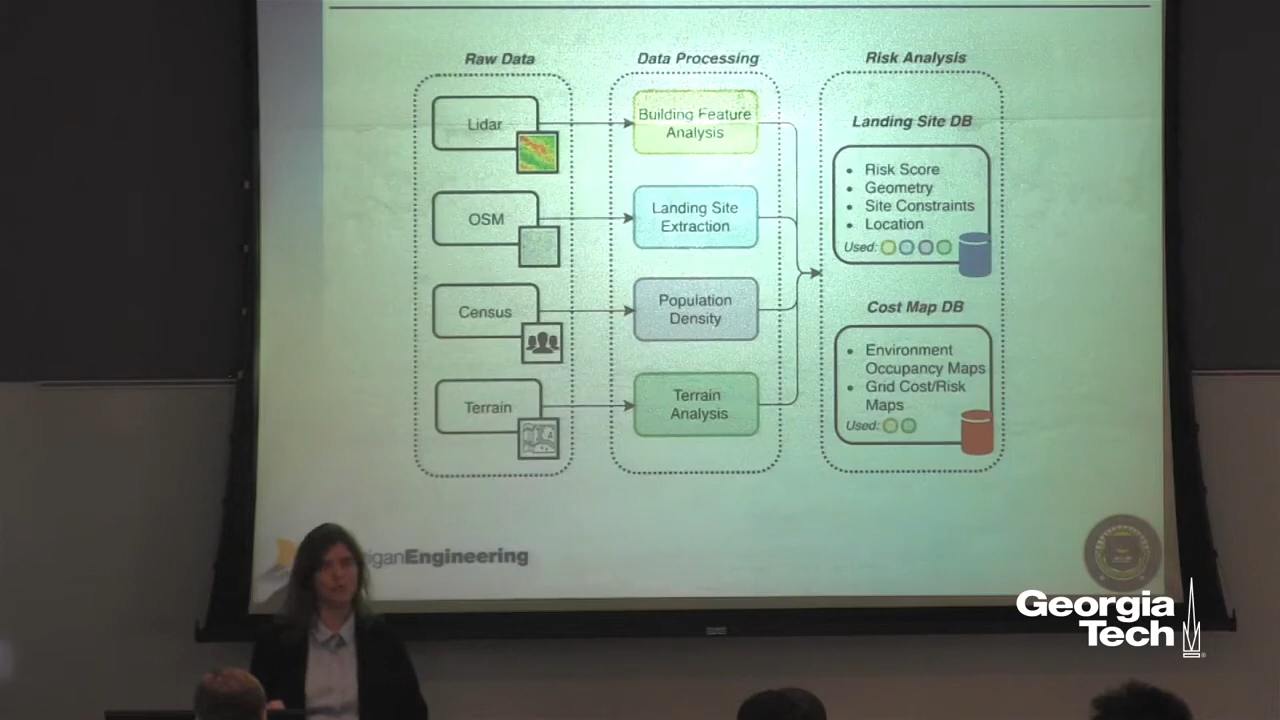 Raw Data
Data Processing
Risk Analysis
Lidar
OSM
Census
Terrain
Building Feature
Analysis
Landing Site
Extraction
Population
Density
Terrain
Analysis
Landing Site DB
• Risk Score
• Geometry
• Site Constraints
• Location
Used:
Cost Map DB
• Environment
Occupancy Maps
• Grid Cost/Risk
Maps
Used:
iganEngineering
Georgia
Tech